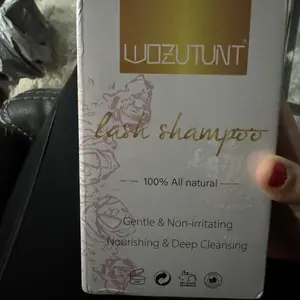 WOZUTUNT®
lash shampoo
100% All natural
Gentle & Non-irritating
Nourishing & Deep Cleansing